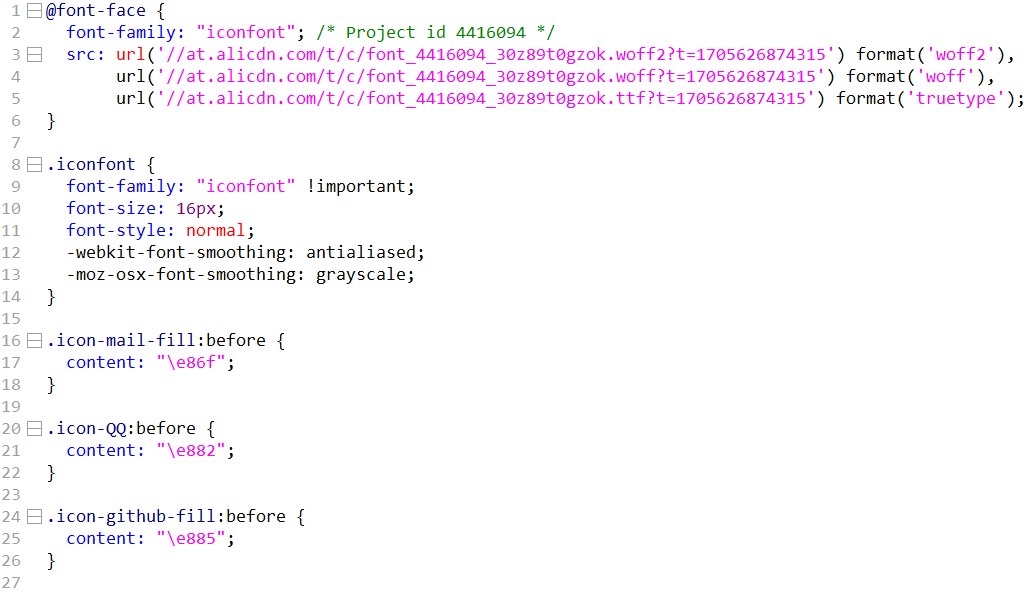 1 @font-face {
2 font-family: "iconfont"; /* Project id 4416094 */
3 src: url('//at.alicdn.com/t/c/font_4416094_30z89t0gzok.woff2?t=1705626874315') format('woff2'),
4 url('//at.alicdn.com/t/c/font_4416094_30z89t0gzok.woff?t=1705626874315') format('woff'),
5 url('//at.alicdn.com/t/c/font_4416094_30z89t0gzok.ttf?t=1705626874315') format('truetype');
6 }
7
8 .iconfont {
9 font-family: "iconfont" !important;
10 font-size: 16px;
11 font-style: normal;
12 -webkit-font-smoothing: antialiased;
13 -moz-osx-font-smoothing: grayscale;
14 }
15
16 .icon-mail-fill:before {
17 content: "\e86f";
18 }
19
20 .icon-QQ:before {
21 content: "\e882";
22 }
23
24 .icon-github-fill:before {
25 content: "\e885";
26 }
27